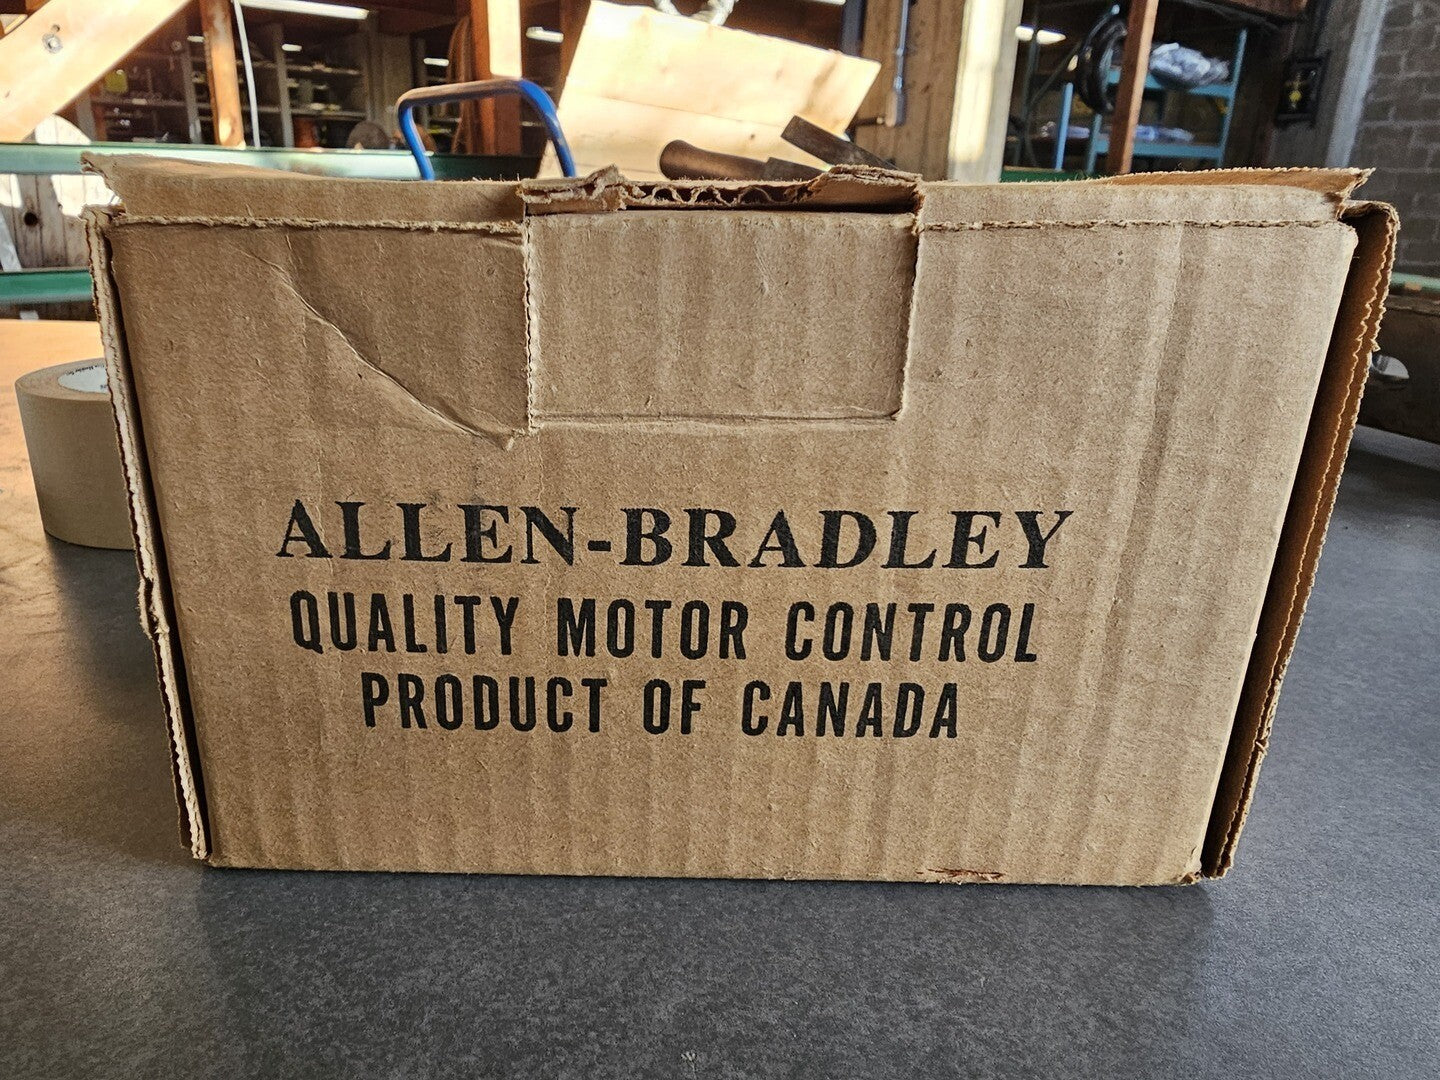 ALLEN-BRADLEY
QUALITY MOTOR CONTROL
PRODUCT OF CANADA